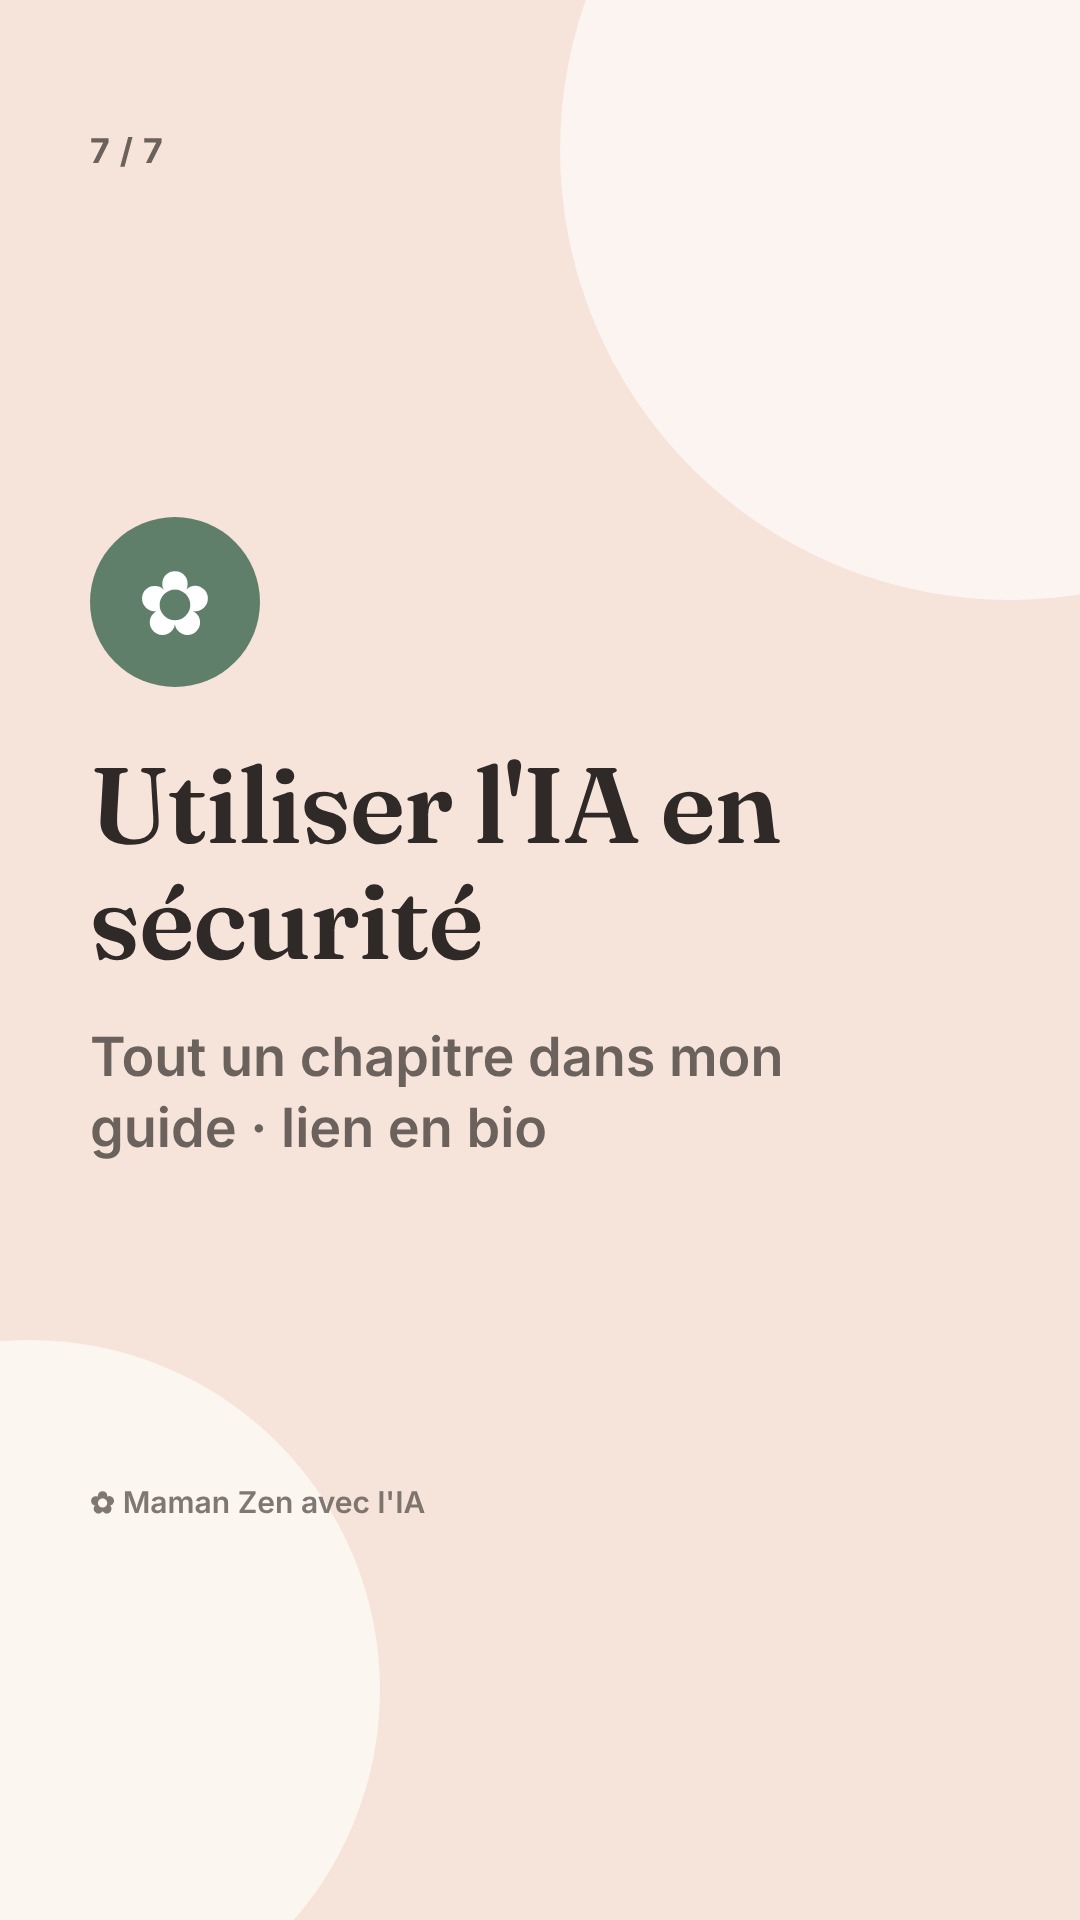 7 / 7
Utiliser l'IA en
sécurité
Tout un chapitre dans mon
guide · lien en bio
✿ Maman Zen avec l'IA